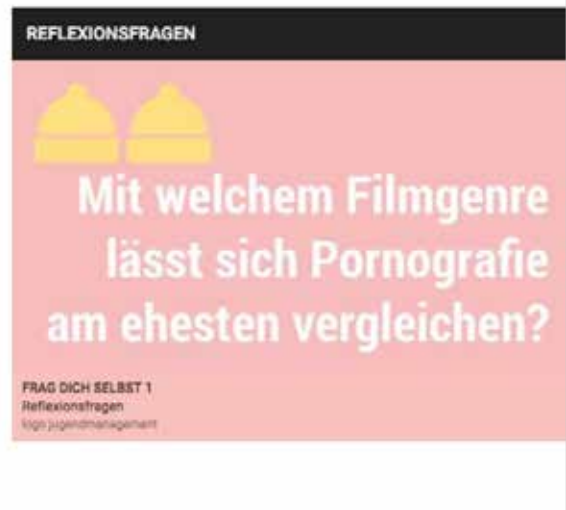 REFLEXIONSFRAGEN
Mit welchem Filmgenre
lässt sich Pornografie
am ehesten vergleichen?
FRAG DICH SELBST 1
Reflexionsfragen
logo jugendmanagement